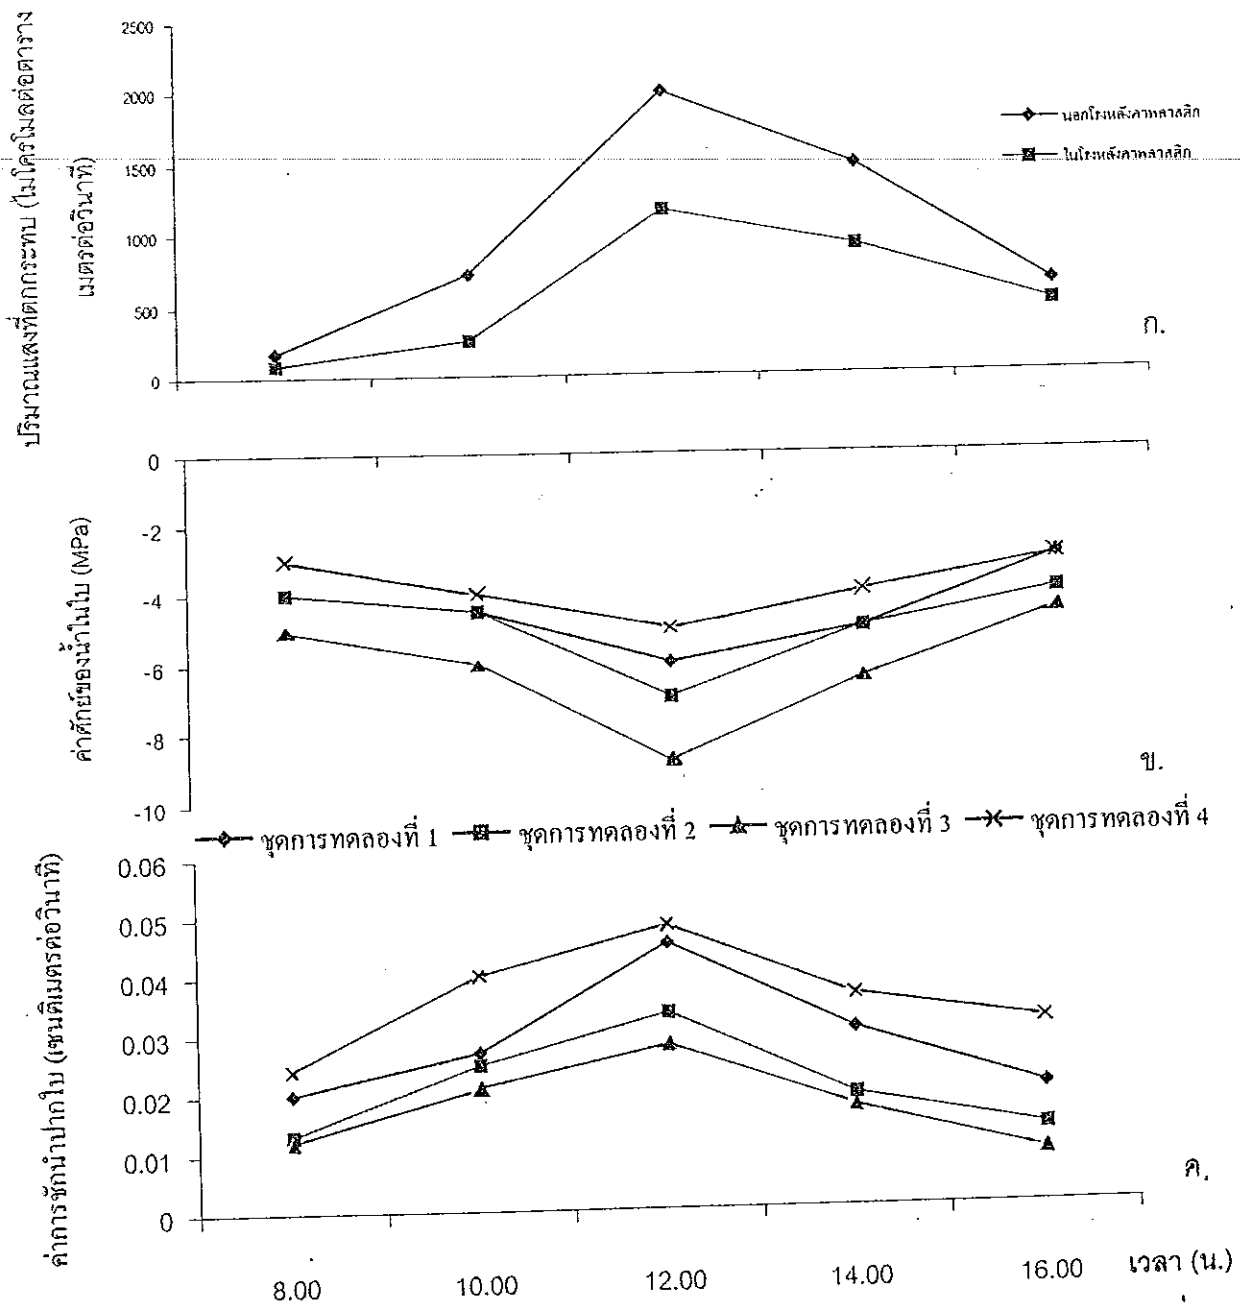 ปริมาณแสงที่ตกกระทบ (ไมโครโมลต่อตาราง
เมตรต่อวินาที)
2500
2000
1500
1000
500
0
นอกโรงหลังคาพลาสติก
ในโรงหลังคาพลาสติก
ก.
ค่าศักย์ของน้ำในใบ (MPa)
0
-2
-4
-6
-8
-10
ข.
ชุดการทดลองที่ 1
ชุดการทดลองที่ 2
ชุดการทดลองที่ 3
ชุดการทดลองที่ 4
ค่าการชักนำปากใบ (เซนติเมตรต่อวินาที)
0.06
0.05
0.04
0.03
0.02
0.01
0
ค.
8.00
10.00
12.00
14.00
16.00
เวลา (น.)